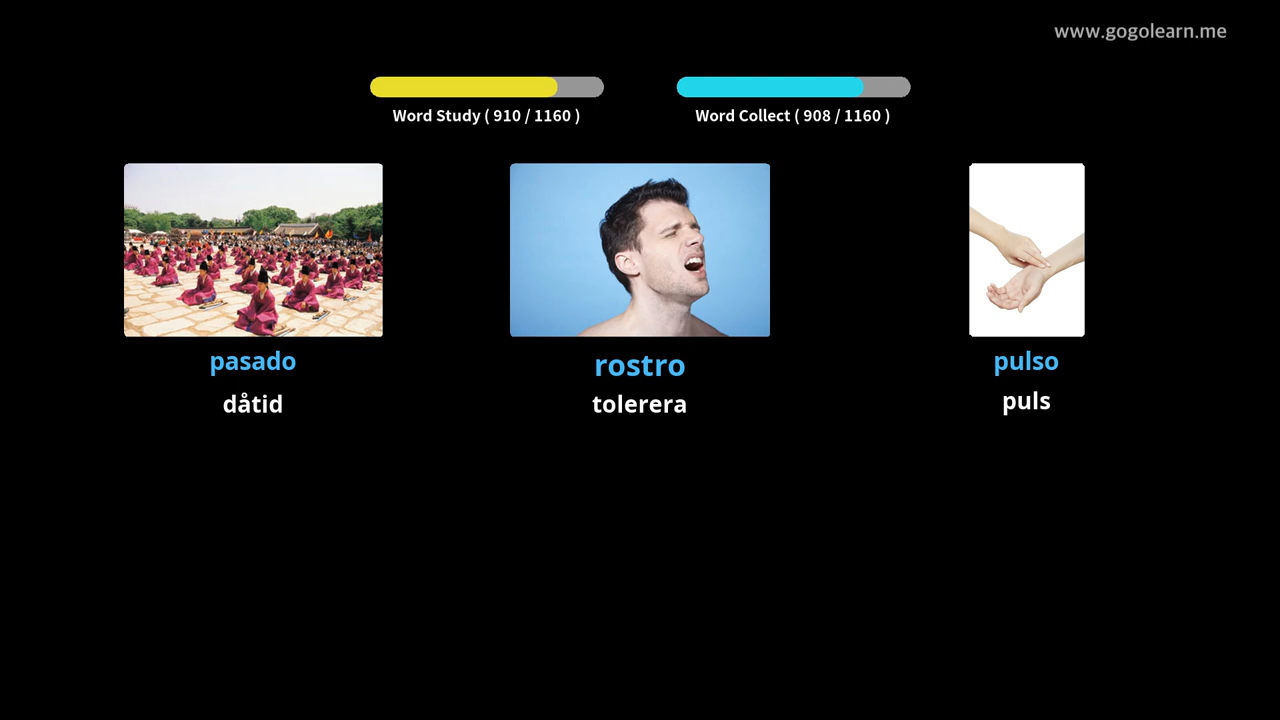 www.gogolearn.me
Word Study ( 910 / 1160 )
Word Collect ( 908 / 1160 )
pasado
dåtid
rostro
tolerera
pulso
puls